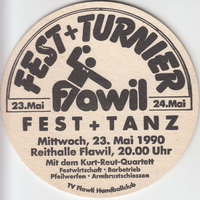 FEST+TURNIER
23.Mai
24.Mai
Flawil
FEST+TANZ
Mittwoch, 23. Mai 1990
Reithalle Flawil, 20.00 Uhr
Mit dem Kurt-Reut-Quartett
Festwirtschaft · Barbetrieb
Pfeilwerfen · Armbrustschiessen
TV Flawil Handballclub